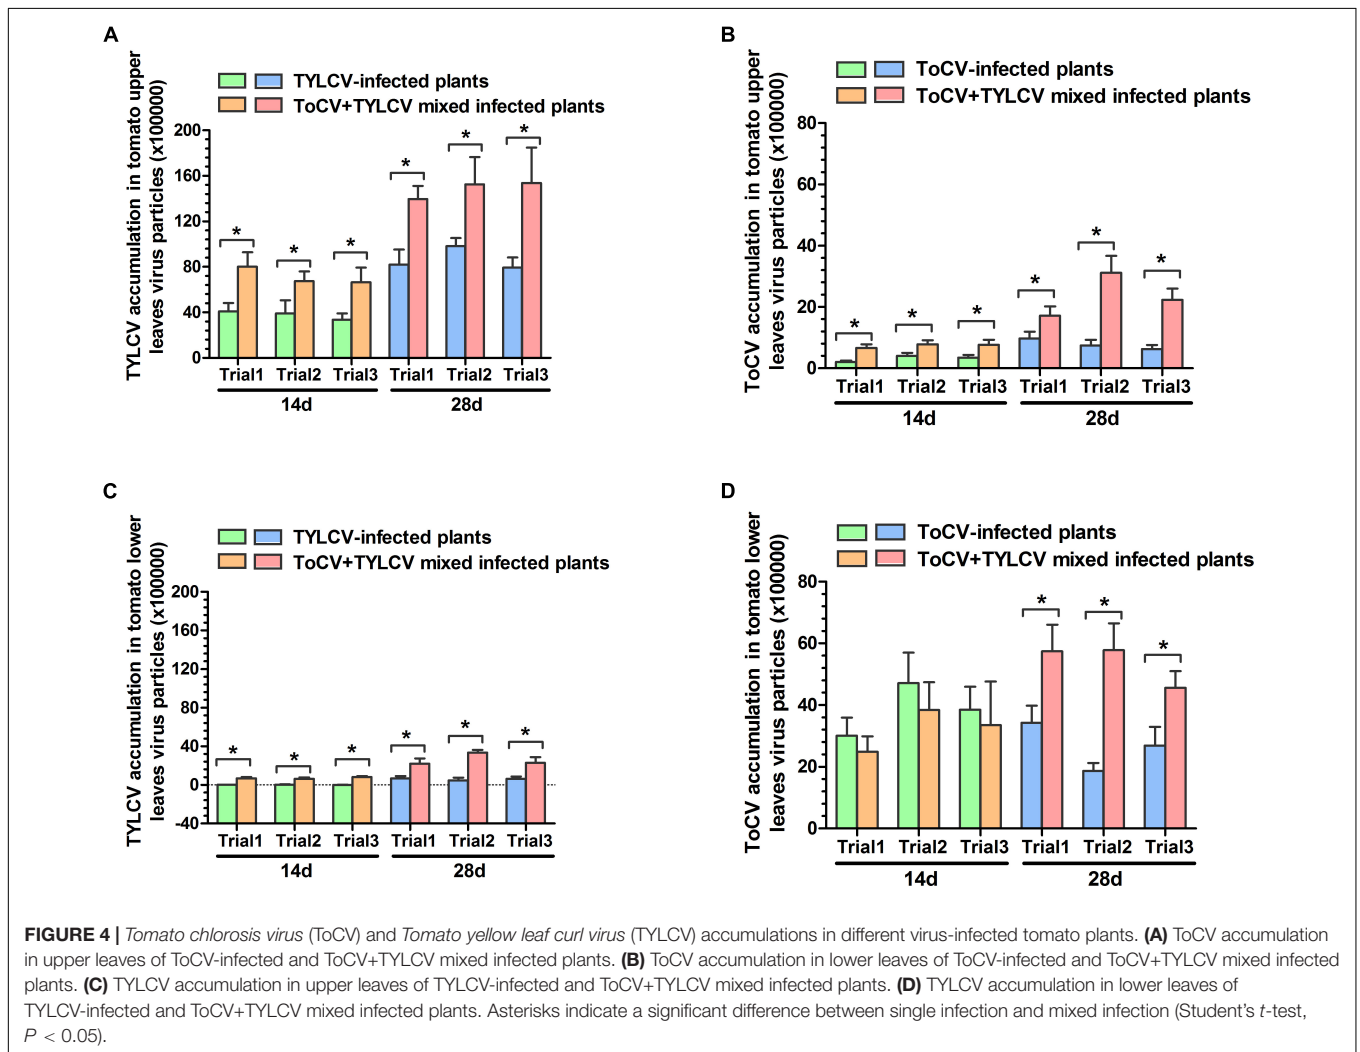 A
TYLCV accumulation in tomato upper
leaves virus particles (x100000)
TYLCV-infected plants
ToCV+TYLCV mixed infected plants
200
160
120
80
40
0
* * * * * *
Trial1 Trial2 Trial3 Trial1 Trial2 Trial3
14d 28d
B
ToCV accumulation in tomato upper
leaves virus particles (x100000)
ToCV-infected plants
ToCV+TYLCV mixed infected plants
80
60
40
20
0
* * * * * *
Trial1 Trial2 Trial3 Trial1 Trial2 Trial3
14d 28d
C
TYLCV accumulation in tomato lower
leaves virus particles (x100000)
TYLCV-infected plants
ToCV+TYLCV mixed infected plants
200
160
120
80
40
0
-40
* * * * * *
Trial1 Trial2 Trial3 Trial1 Trial2 Trial3
14d 28d
D
ToCV accumulation in tomato lower
leaves virus particles (x100000)
ToCV-infected plants
ToCV+TYLCV mixed infected plants
80
60
40
20
0
* * *
Trial1 Trial2 Trial3 Trial1 Trial2 Trial3
14d 28d
FIGURE 4 | Tomato chlorosis virus (ToCV) and Tomato yellow leaf curl virus (TYLCV) accumulations in different virus-infected tomato plants. (A) ToCV accumulation
in upper leaves of ToCV-infected and ToCV+TYLCV mixed infected plants. (B) ToCV accumulation in lower leaves of ToCV-infected and ToCV+TYLCV mixed infected
plants. (C) TYLCV accumulation in upper leaves of TYLCV-infected and ToCV+TYLCV mixed infected plants. (D) TYLCV accumulation in lower leaves of
TYLCV-infected and ToCV+TYLCV mixed infected plants. Asterisks indicate a significant difference between single infection and mixed infection (Student's t-test,
P < 0.05).